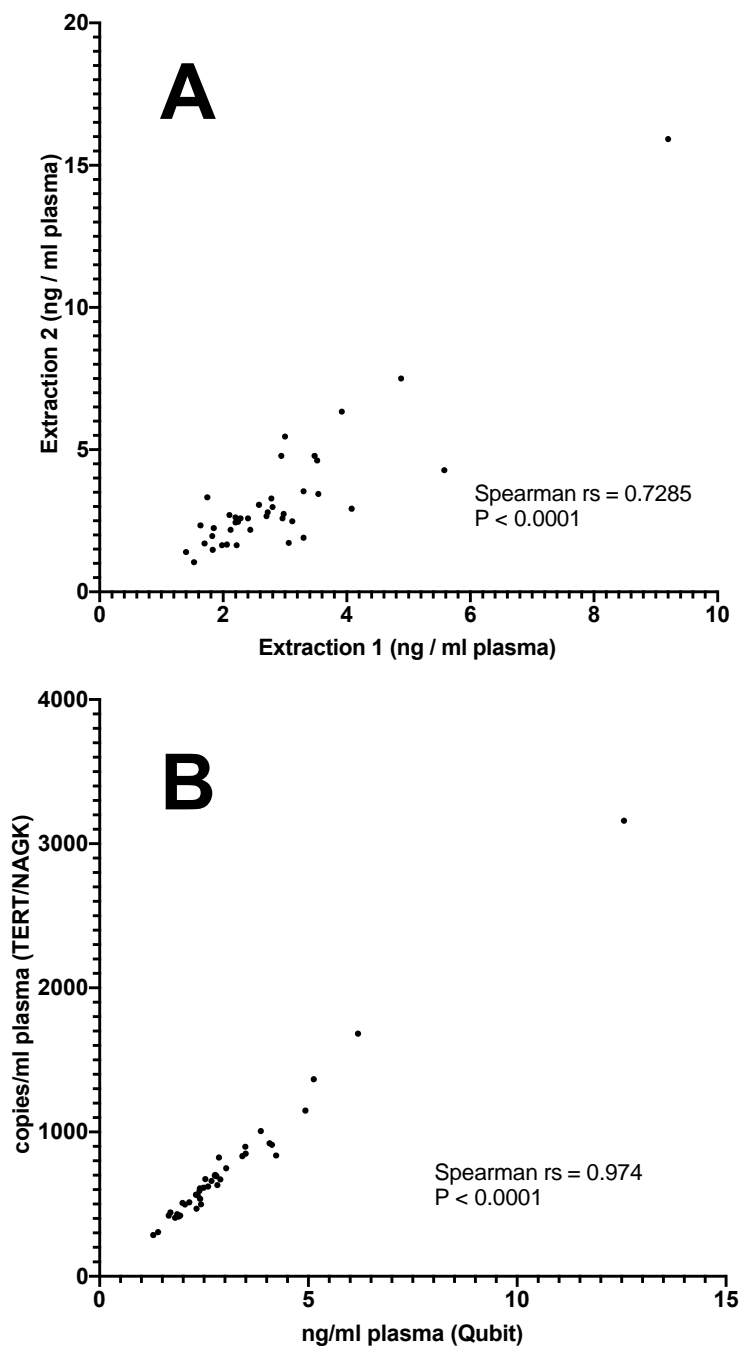 A
20
15
10
5
0
Extraction 2 (ng / ml plasma)
Spearman rs = 0.7285
P < 0.0001
0 2 4 6 8 10
Extraction 1 (ng / ml plasma)
B
4000
3000
2000
1000
0
copies/ml plasma (TERT/NAGK)
Spearman rs = 0.974
P < 0.0001
0 5 10 15
ng/ml plasma (Qubit)